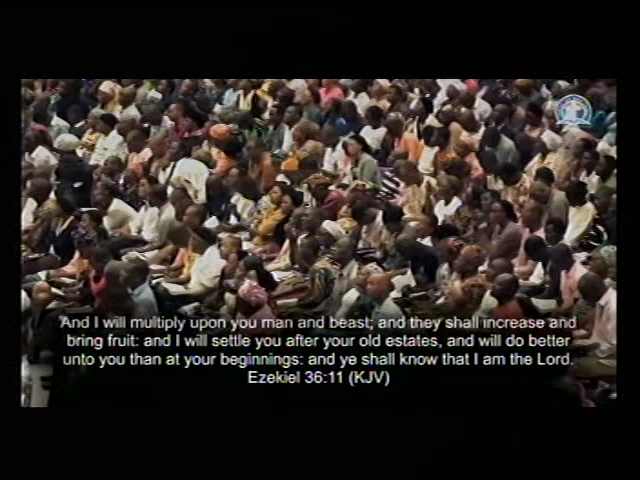 And I will multiply upon you man and beast; and they shall increase and
bring fruit: and I will settle you after your old estates, and will do better
unto you than at your beginnings: and ye shall know that I am the Lord.
Ezekiel 36:11 (KJV)